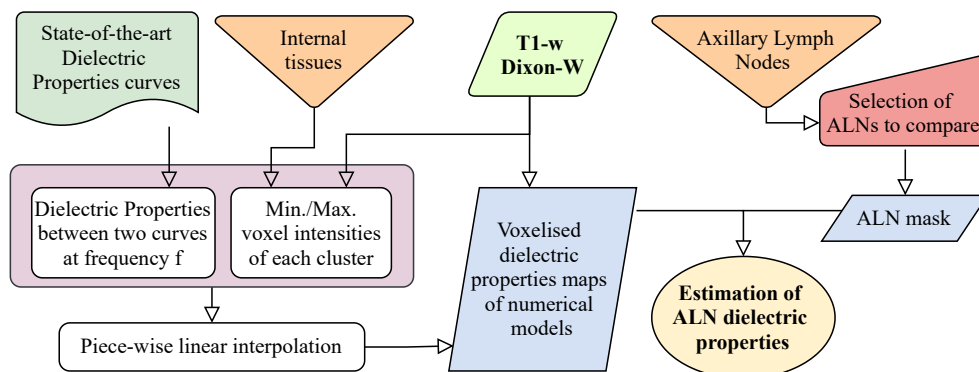 State-of-the-art
Dielectric
Properties curves
Internal
tissues
T1-w
Dixon-W
Axillary Lymph
Nodes
Selection of
ALNs to compare
Dielectric Properties
between two curves
at frequency f
Min./Max.
voxel intensities
of each cluster
Voxelised
dielectric
properties maps
of numerical
models
ALN mask
Estimation of
ALN dielectric
properties
Piece-wise linear interpolation